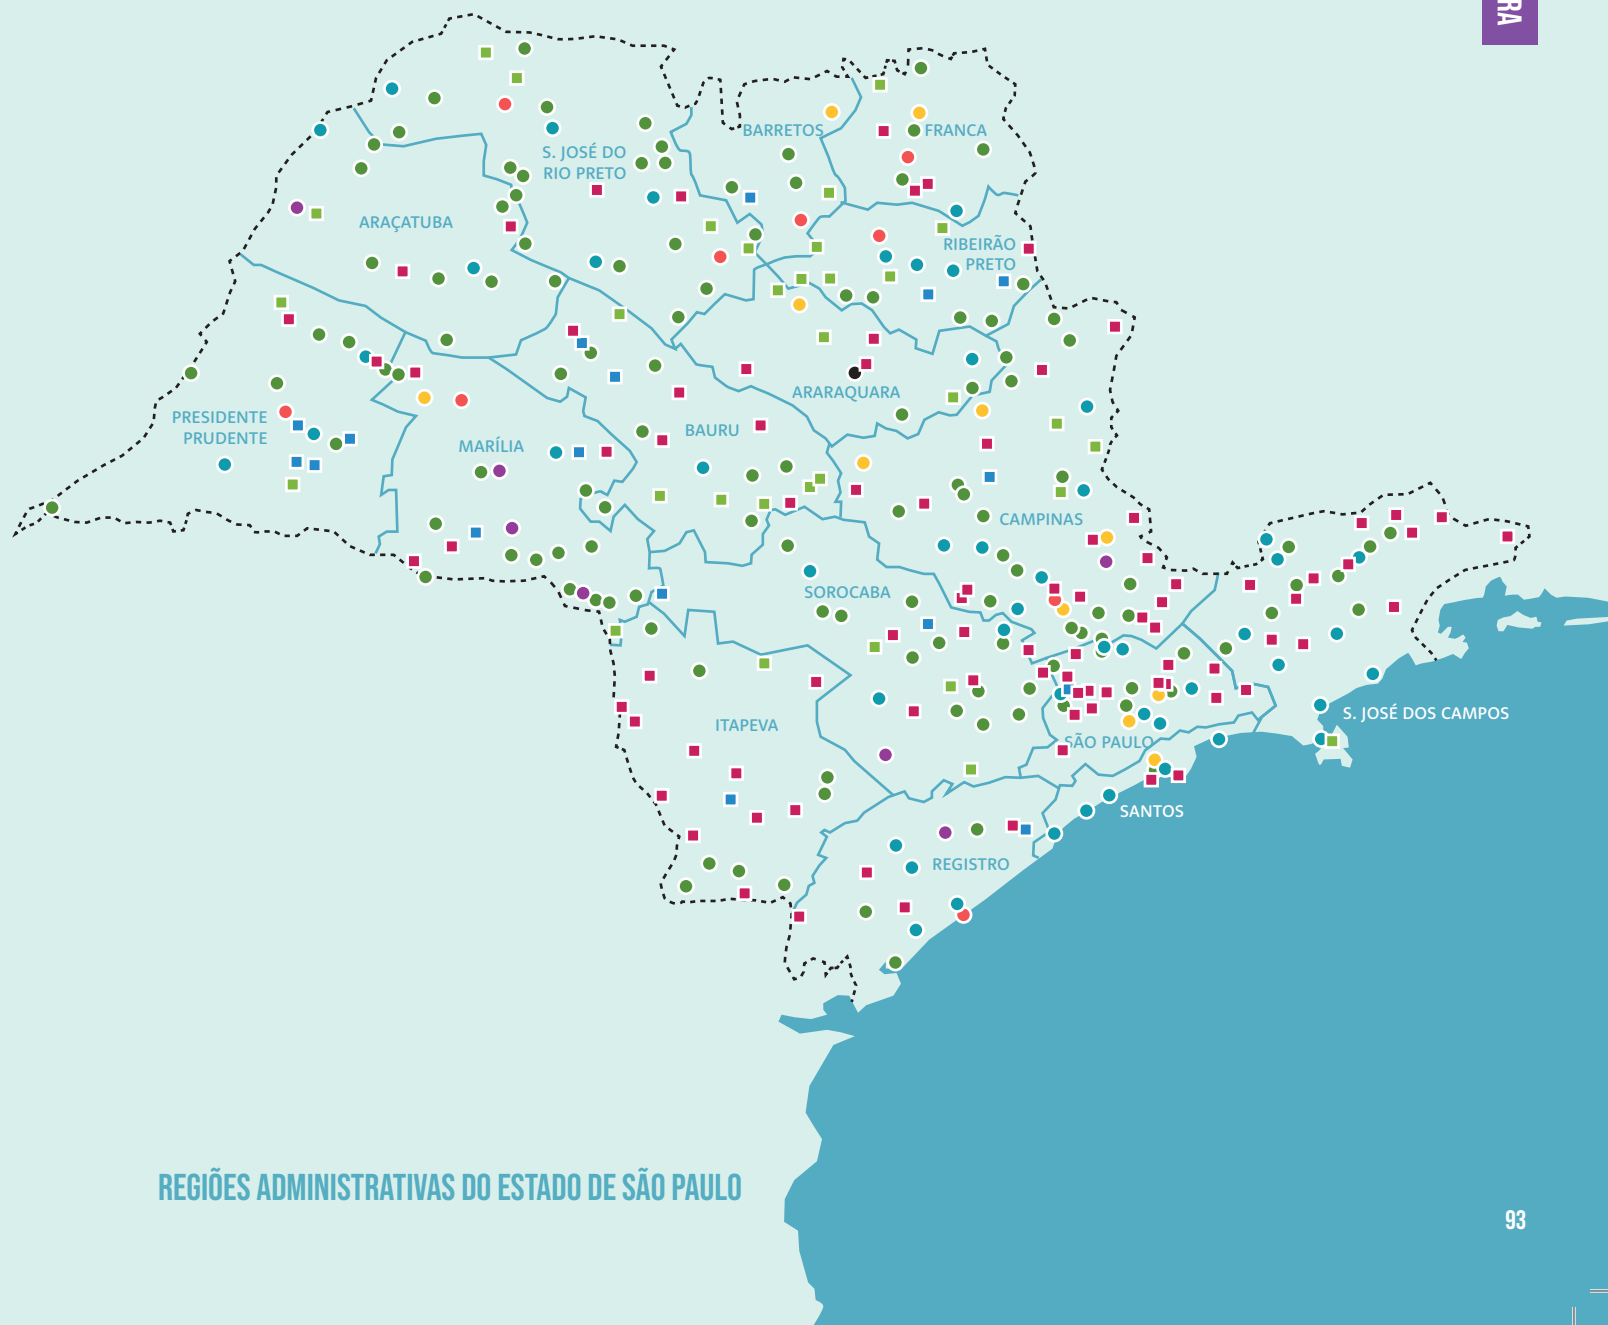 RA
BARRETOS
FRANCA
S. JOSÉ DO
RIO PRETO
ARAÇATUBA
RIBEIRÃO
PRETO
ARARAQUARA
PRESIDENTE
PRUDENTE
BAURU
MARÍLIA
CAMPINAS
SOROCABA
S. JOSÉ DOS CAMPOS
ITAPEVA
SÃO PAULO
SANTOS
REGISTRO
REGIÕES ADMINISTRATIVAS DO ESTADO DE SÃO PAULO
93